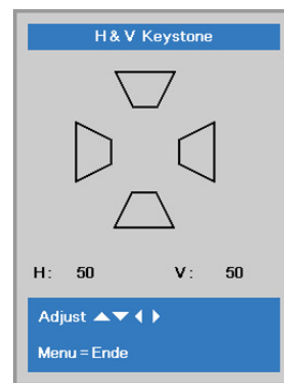 H & V Keystone
H: 50 V: 50
Adjust ▲▼◀▶
Menu = Ende